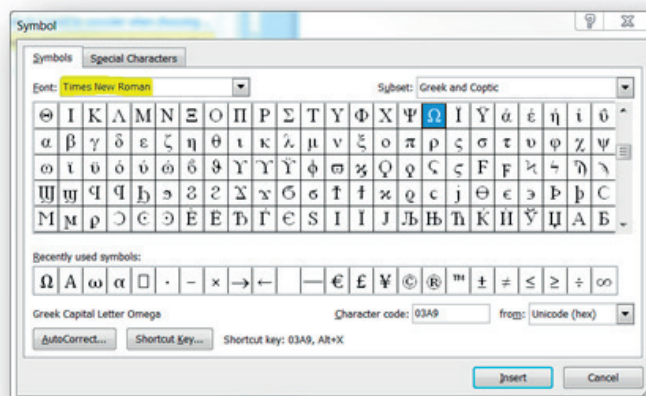 Symbol
Symbols Special Characters
Font: Times New Roman Subset: Greek and Coptic
Θ Ι Κ Λ Μ Ν Ξ Ο Π Ρ Σ Τ Υ Φ Χ Ψ Ω Ϊ Ϋ ά έ ή ί ΰ
α β γ δ ε ζ η θ ι κ λ μ ν ξ ο π ρ ς σ τ υ φ χ ψ
ω ϊ ϋ ό ύ ώ ϐ ϑ ϒ ϓ ϔ ϕ ϖ ϗ Ϙ ϙ Ϛ ϛ Ϝ ϝ Ϟ ϟ Ϡ ϡ
Ϣ ϣ Ϥ ϥ Ϧ ϧ Ϩ ϩ Ϫ ϫ Ϭ ϭ Ϯ ϯ ϰ ϱ ϲ ϳ ϴ ϵ ϶ Ϸ ϸ Ϲ
Ϻ ϻ ϼ Ͻ Ͼ Ͽ Ѐ Ё Ђ Ѓ Є Ѕ І Ї Ј Љ Њ Ћ Ќ Ѝ Ў Џ А Б
Recently used symbols:
Ω Α ω α □ · − × → ← — € £ ¥ © ® ™ ± ≠ ≤ ≥ ÷ ∞
Greek Capital Letter Omega Character code: 03A9 from: Unicode (hex)
AutoCorrect... Shortcut Key... Shortcut key: 03A9, Alt+X
Insert Cancel